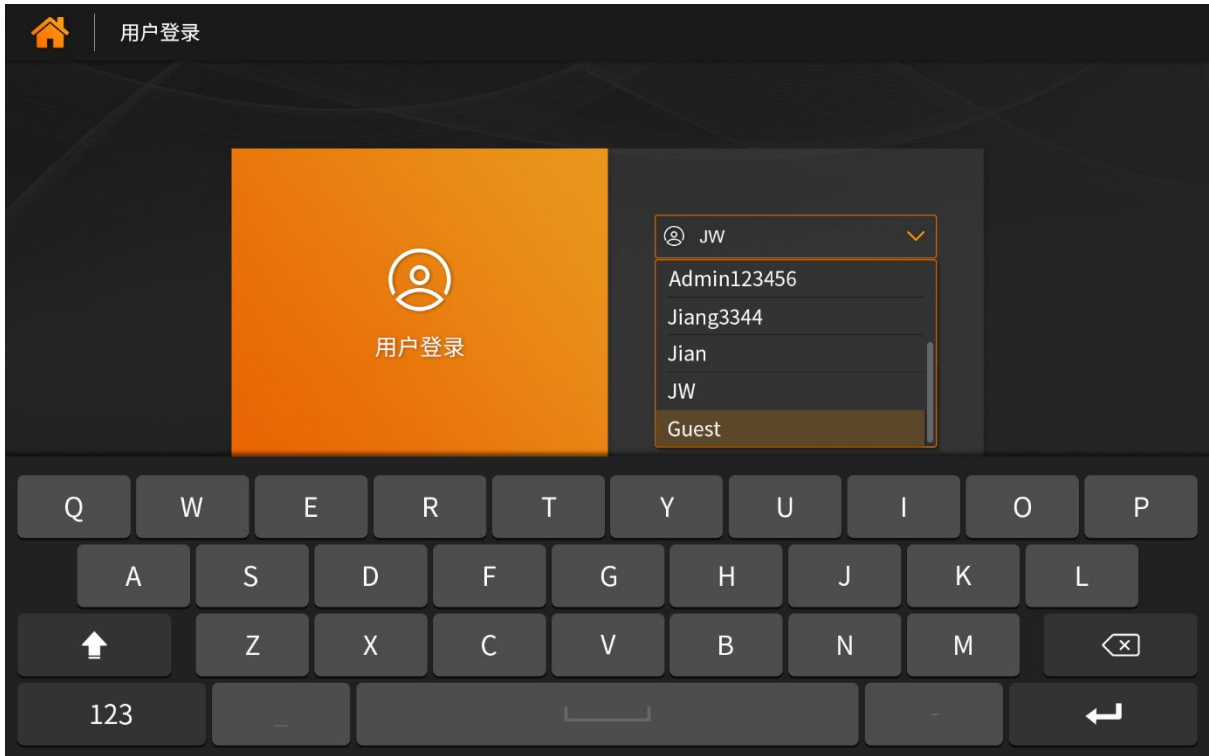 用户登录
JW
Admin123456
Jiang3344
用户登录
Jian
JW
Guest
Q W E R T Y U I O P
A S D F G H J K L
Z X C V B N M
123 _ -